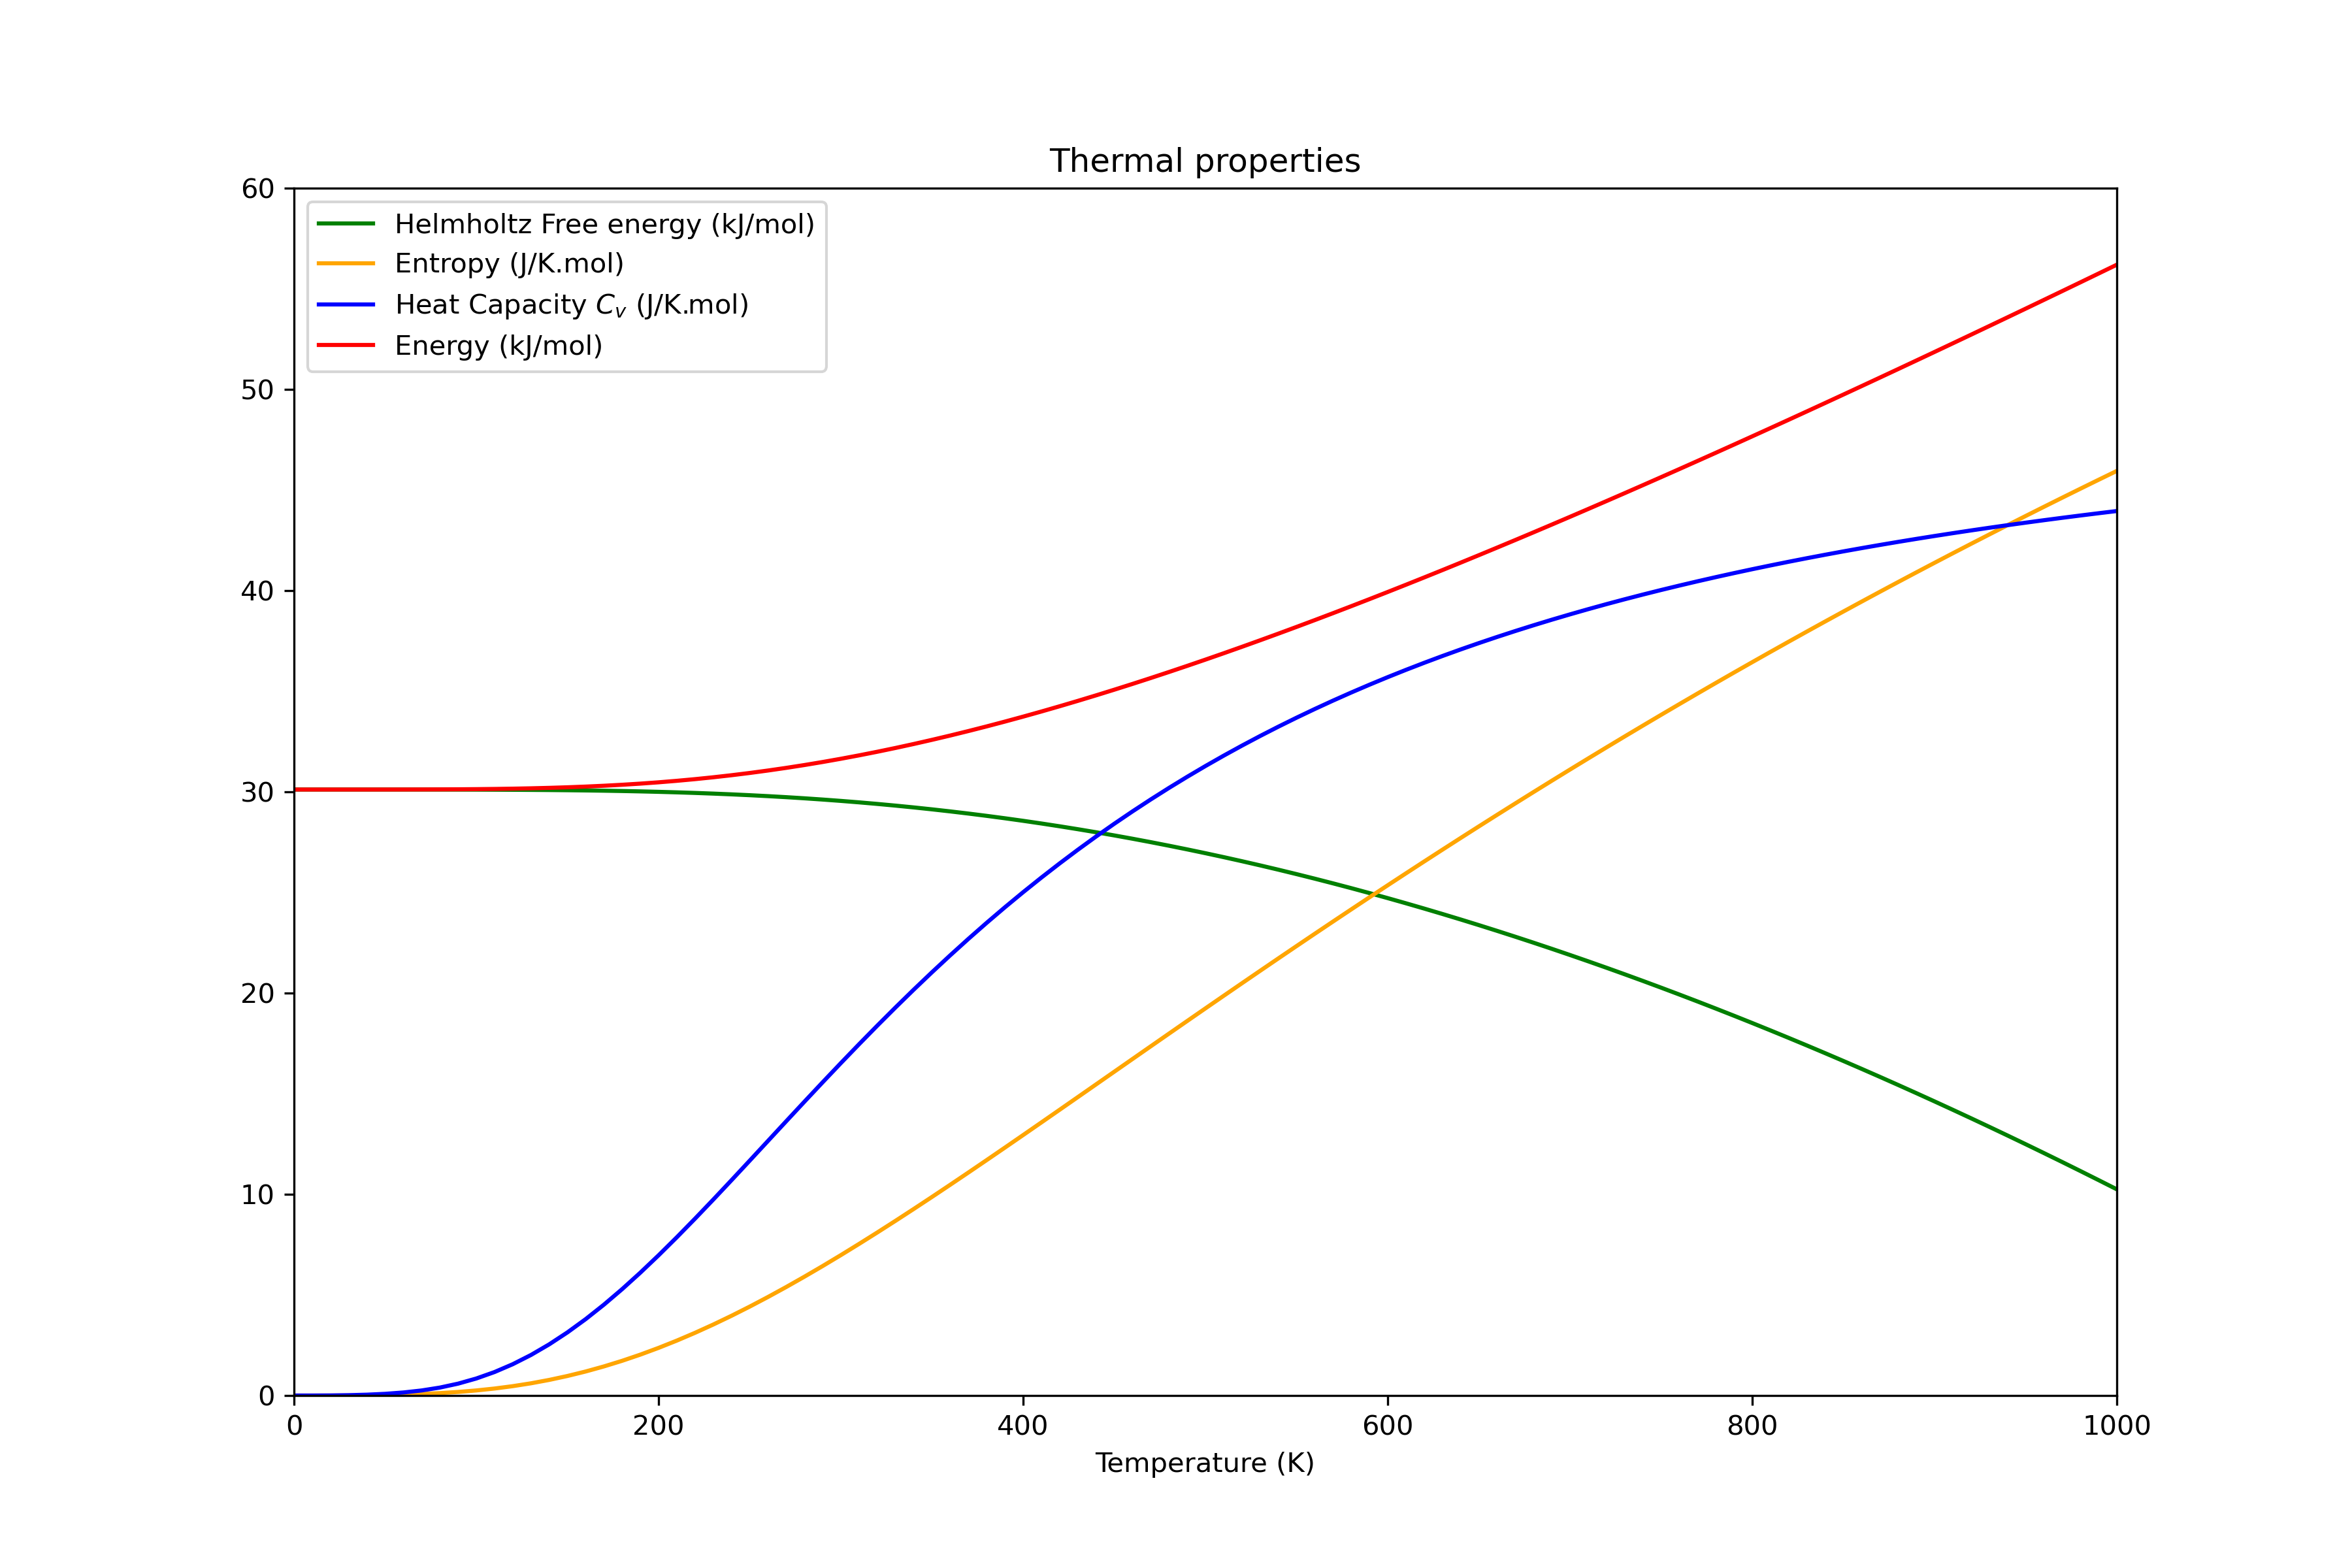 Thermal properties
60
50
40
30
20
10
0
Helmholtz Free energy (kJ/mol)
Entropy (J/K.mol)
Heat Capacity $C_v$ (J/K.mol)
Energy (kJ/mol)
0 200 400 600 800 1000
Temperature (K)